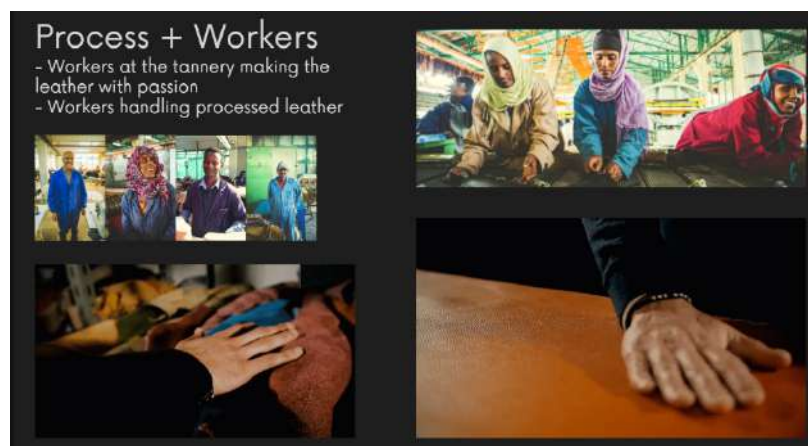 Process + Workers
- Workers at the tannery making the
leather with passion
- Workers handling processed leather